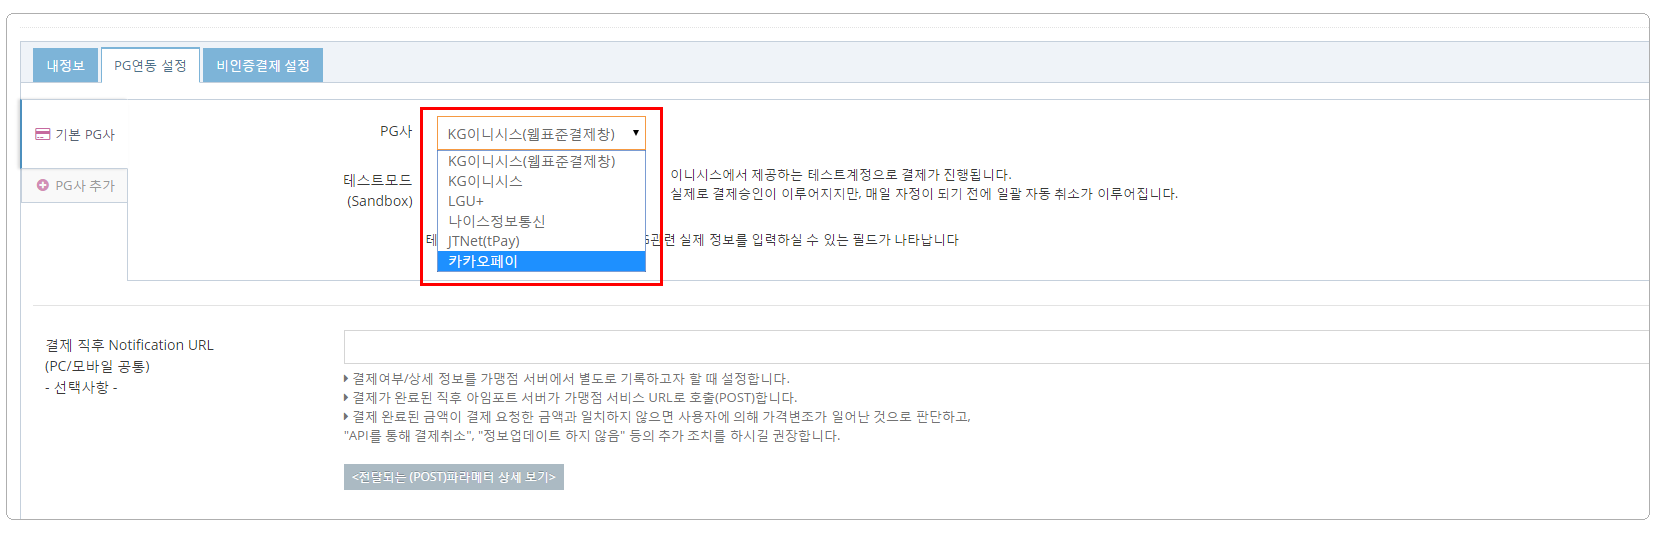 내정보
PG연동 설정
비인증결제 설정
기본 PG사
PG사 추가
PG사
KG이니시스(웹표준결제창)
KG이니시스(웹표준결제창)
KG이니시스
LGU+
나이스정보통신
JTNet(tPay)
카카오페이
테스트모드
(Sandbox)
이니시스에서 제공하는 테스트계정으로 결제가 진행됩니다.
실제로 결제승인이 이루어지지만, 매일 자정이 되기 전에 일괄 자동 취소가 이루어집니다.
관련 실제 정보를 입력하실 수 있는 필드가 나타납니다
결제 직후 Notification URL
(PC/모바일 공통)
- 선택사항 -
결제여부/상세 정보를 가맹점 서버에서 별도로 기록하고자 할 때 설정합니다.
결제가 완료된 직후 아임포트 서버가 가맹점 서비스 URL로 호출(POST)합니다.
결제 완료된 금액이 결제 요청한 금액과 일치하지 않으면 사용자에 의해 가격변조가 일어난 것으로 판단하고,
"API를 통해 결제취소", "정보업데이트 하지 않음" 등의 추가 조치를 하시길 권장합니다.
<전달되는 (POST)파라메터 상세 보기>